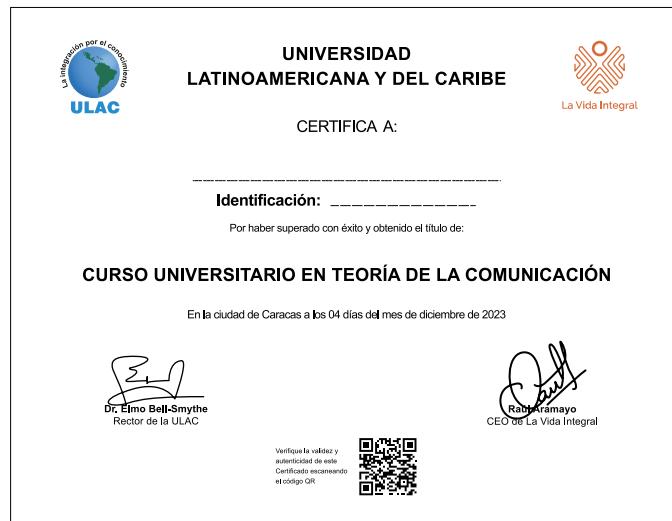 La integración por el conocimiento
ULAC
UNIVERSIDAD
LATINOAMERICANA Y DEL CARIBE
La Vida Integral
CERTIFICA A:
Identificación:
Por haber superado con éxito y obtenido el título de:
CURSO UNIVERSITARIO EN TEORÍA DE LA COMUNICACIÓN
En la ciudad de Caracas a los 04 días del mes de diciembre de 2023
Dr. Elmo Bell-Smythe
Rector de la ULAC
Raúl Aramayo
CEO de La Vida Integral
Verifique la validez y
autenticidad de este
Certificado escaneando
el código QR